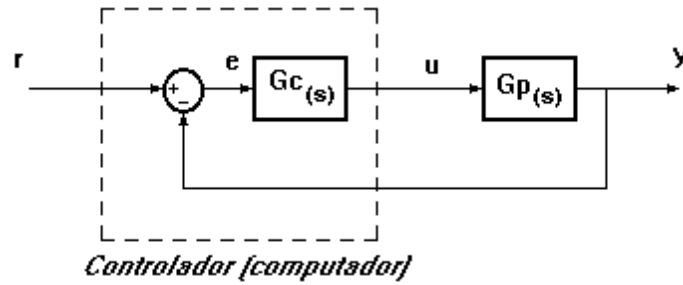 r
+
−
e
Gc(s)
u
Gp(s)
y
Controlador (computador)